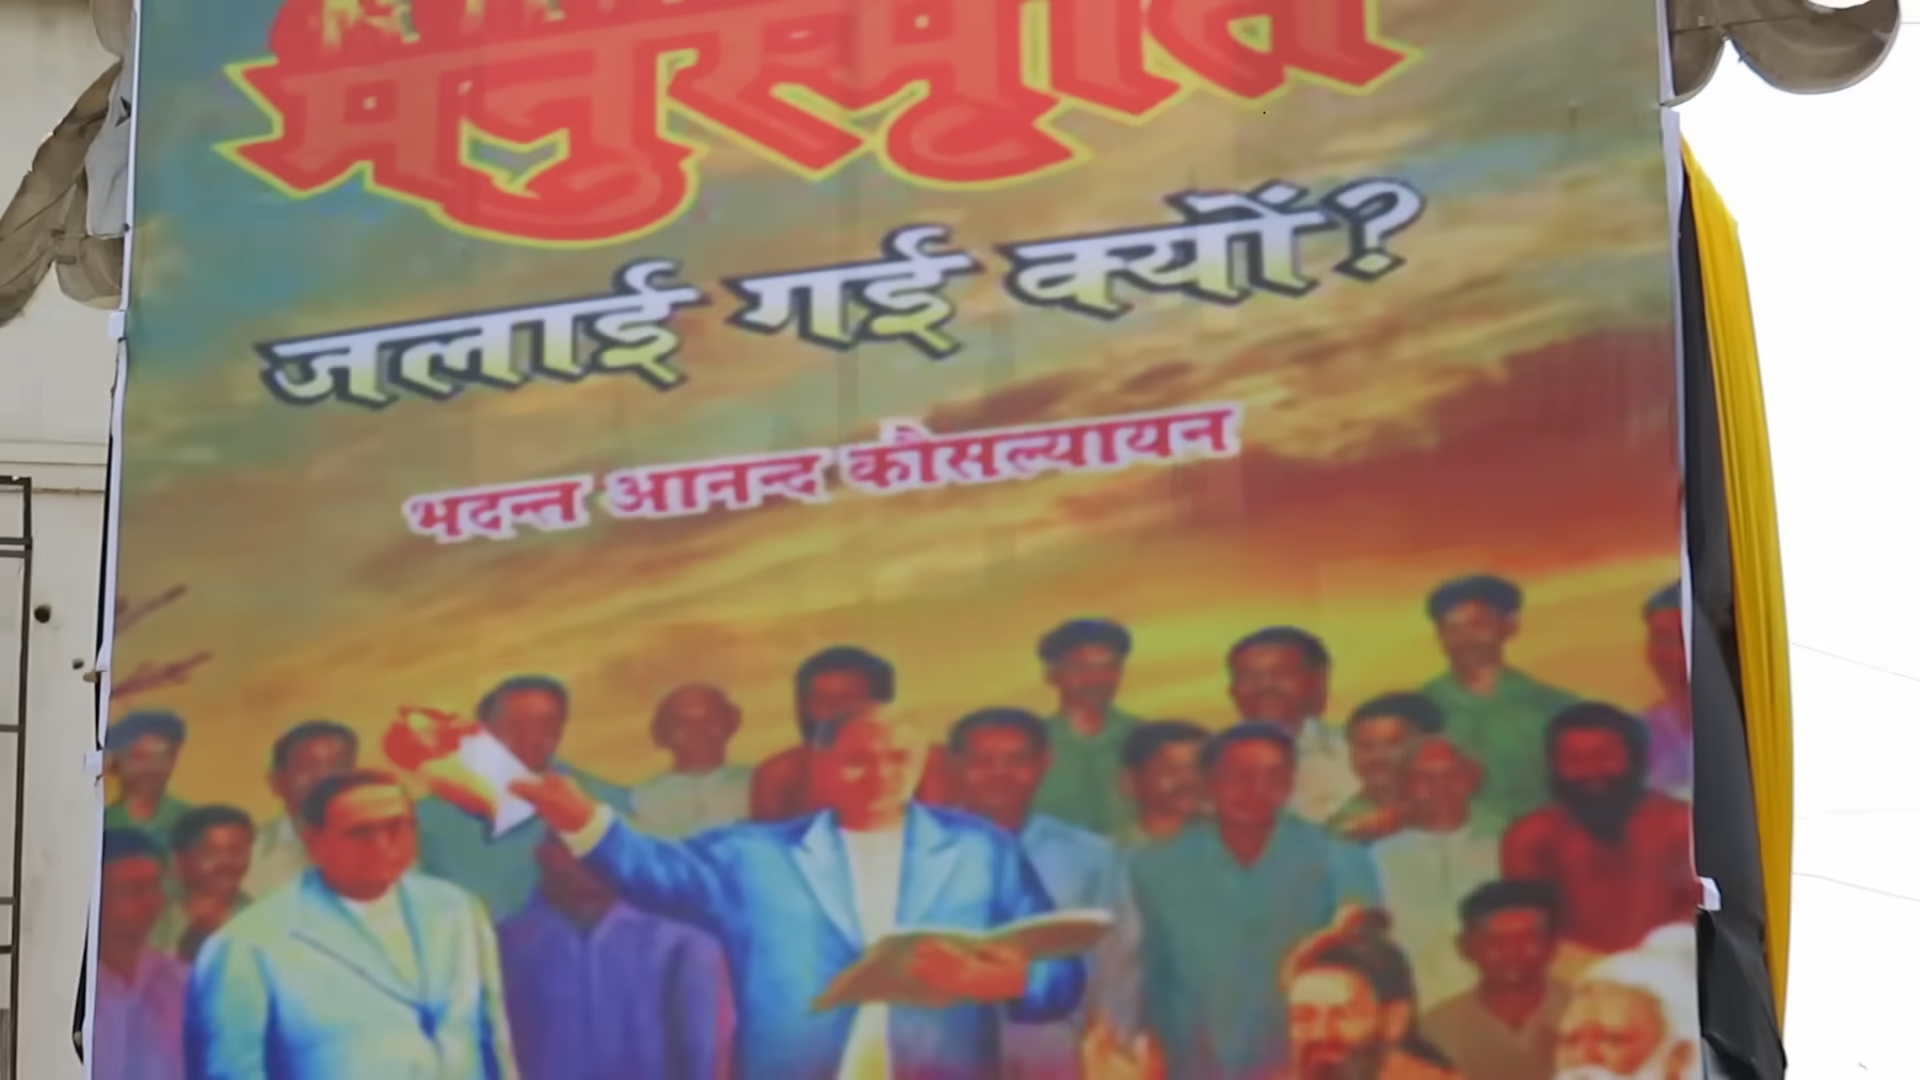 मनुस्मृति
जलाई गई क्यों?
भदन्त आनन्द कौसल्यायन